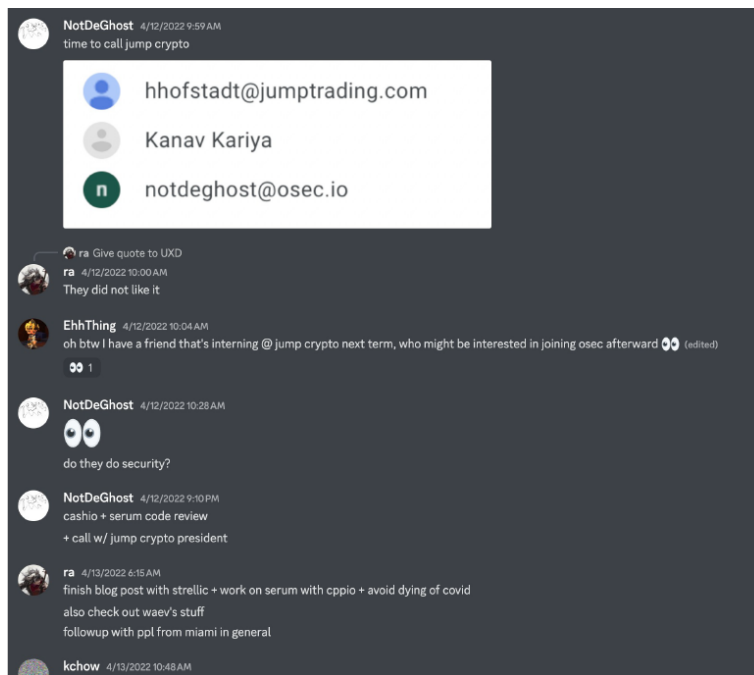 NotDeGhost 4/12/2022 9:59 AM
time to call jump crypto
hhofstadt@jumptrading.com
Kanav Kariya
n notdeghost@osec.io
ra Give quote to UXD
ra 4/12/2022 10:00 AM
They did not like it
EhhThing 4/12/2022 10:04 AM
oh btw I have a friend that's interning @ jump crypto next term, who might be interested in joining osec afterward 👀 (edited)
👀 1
NotDeGhost 4/12/2022 10:28 AM
👀
do they do security?
NotDeGhost 4/12/2022 9:10 PM
cashio + serum code review
+ call w/ jump crypto president
ra 4/13/2022 6:15 AM
finish blog post with strellic + work on serum with cppio + avoid dying of covid
also check out waev's stuff
followup with ppl from miami in general
kchow 4/13/2022 10:48 AM